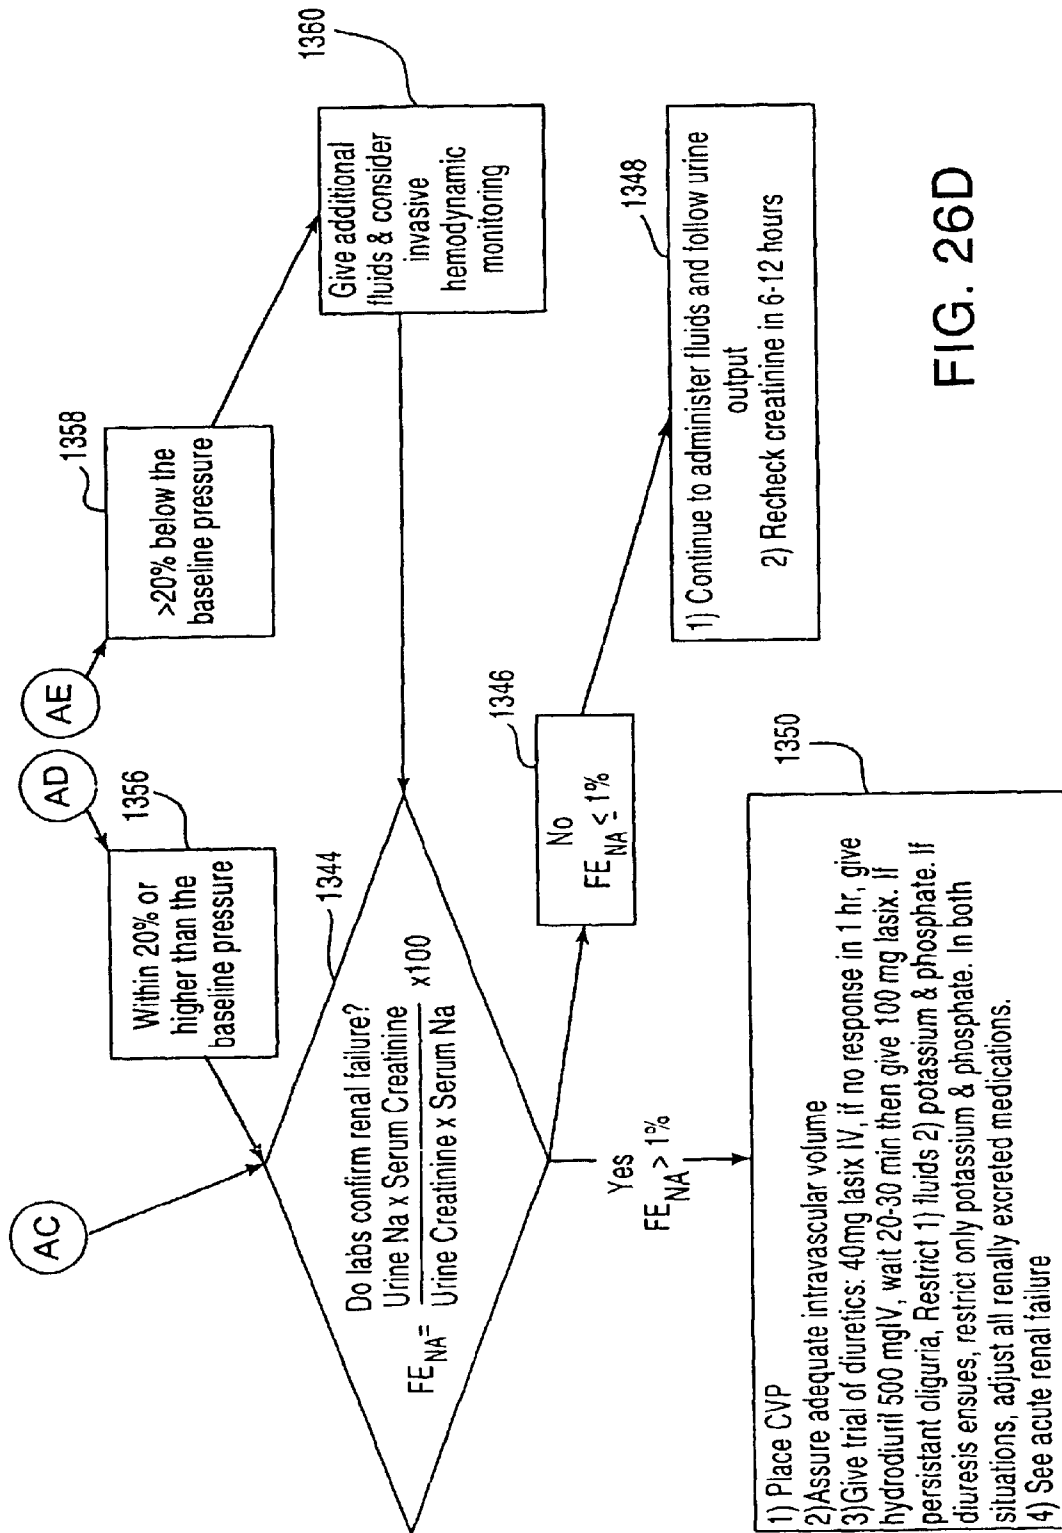 AC
AD
AE
1356
Within 20% or
higher than the
baseline pressure
1358
>20% below the
baseline pressure
1360
Give additional
fluids & consider
invasive
hemodynamic
monitoring
1344
Do labs confirm renal failure?
Urine Na x Serum Creatinine
FE NA= x100
Urine Creatinine x Serum Na
1346
No
FE NA ≤ 1%
1348
1) Continue to administer fluids and follow urine
output
2) Recheck creatinine in 6-12 hours
Yes
FE NA > 1%
1350
1) Place CVP
2)Assure adequate intravascular volume
3)Give trial of diuretics: 40mg lasix IV, if no response in 1 hr, give
hydrodiuril 500 mgIV, wait 20-30 min then give 100 mg lasix. If
persistant oliguria, Restrict 1) fluids 2) potassium & phosphate. If
diuresis ensues, restrict only potassium & phosphate. In both
situations, adjust all renally excreted medications.
4) See acute renal failure
FIG. 26D